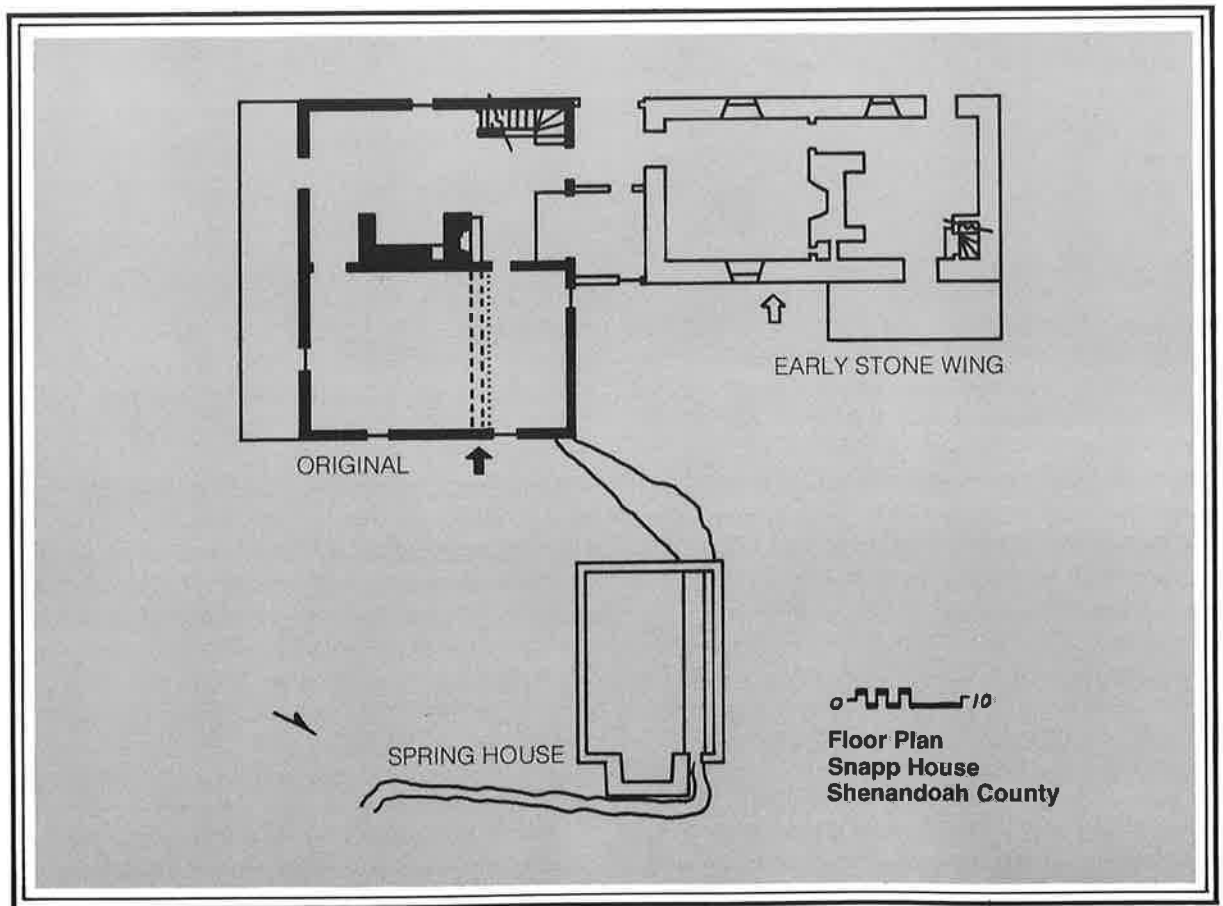 ORIGINAL
EARLY STONE WING
SPRING HOUSE
0 10
Floor Plan
Snapp House
Shenandoah County